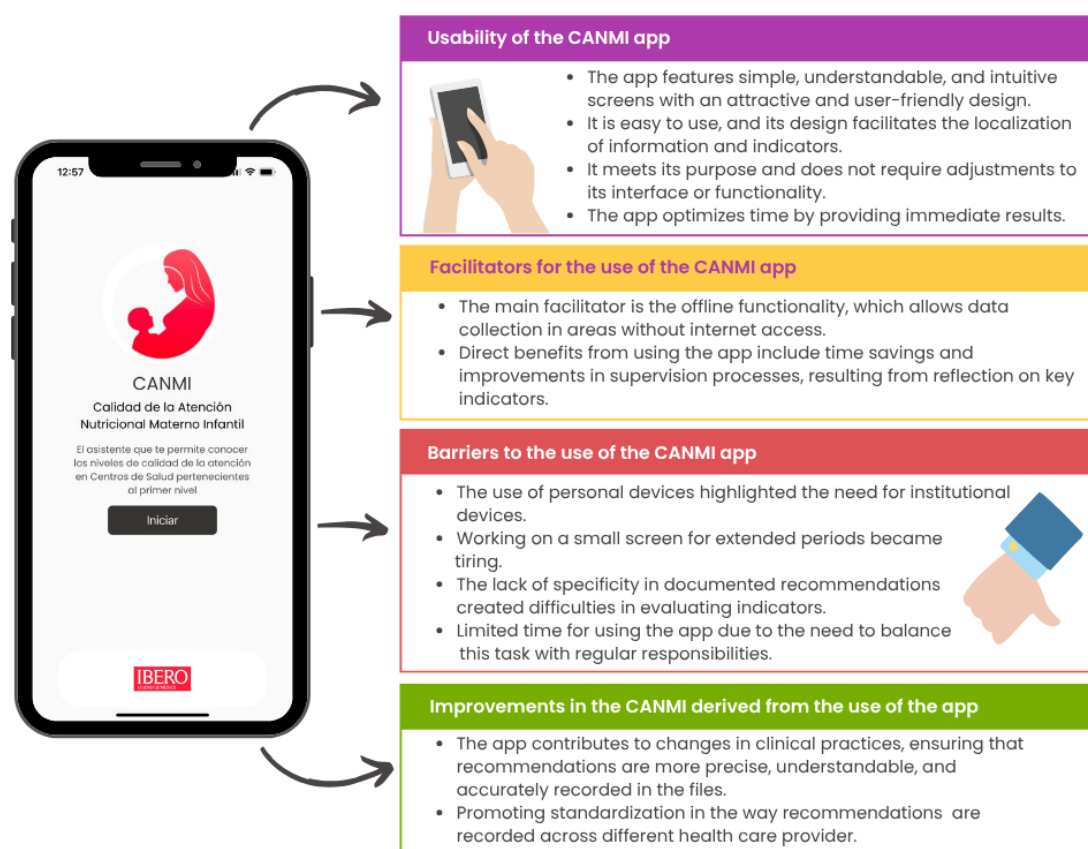 12:57
CANMI
Calidad de la Atención
Nutricional Materno Infantil
El asistente que te permite conocer
los niveles de calidad de la atención
en Centros de Salud pertenecientes
al primer nivel
Iniciar
IBERO
CIUDAD DE MÉXICO
Usability of the CANMI app
• The app features simple, understandable, and intuitive
screens with an attractive and user-friendly design.
• It is easy to use, and its design facilitates the localization
of information and indicators.
• It meets its purpose and does not require adjustments to
its interface or functionality.
• The app optimizes time by providing immediate results.
Facilitators for the use of the CANMI app
• The main facilitator is the offline functionality, which allows data
collection in areas without internet access.
• Direct benefits from using the app include time savings and
improvements in supervision processes, resulting from reflection on key
indicators.
Barriers to the use of the CANMI app
• The use of personal devices highlighted the need for institutional
devices.
• Working on a small screen for extended periods became
tiring.
• The lack of specificity in documented recommendations
created difficulties in evaluating indicators.
• Limited time for using the app due to the need to balance
this task with regular responsibilities.
Improvements in the CANMI derived from the use of the app
• The app contributes to changes in clinical practices, ensuring that
recommendations are more precise, understandable, and
accurately recorded in the files.
• Promoting standardization in the way recommendations are
recorded across different health care provider.